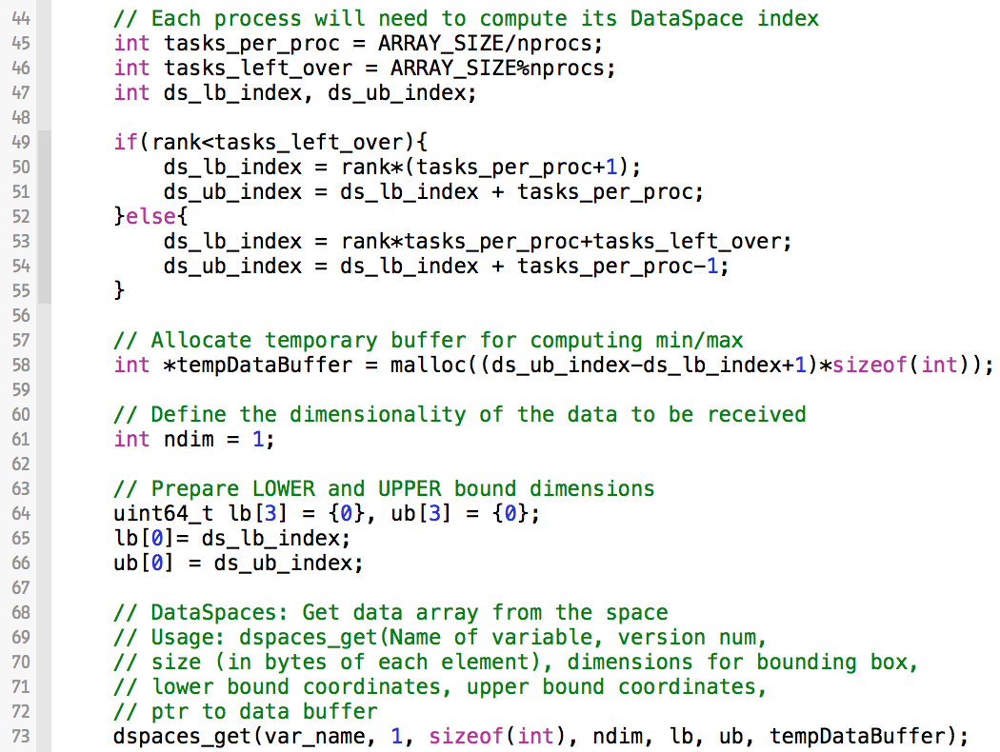 44 // Each process will need to compute its DataSpace index
45 int tasks_per_proc = ARRAY_SIZE/nprocs;
46 int tasks_left_over = ARRAY_SIZE%nprocs;
47 int ds_lb_index, ds_ub_index;
48
49 if(rank<tasks_left_over){
50 ds_lb_index = rank*(tasks_per_proc+1);
51 ds_ub_index = ds_lb_index + tasks_per_proc;
52 }else{
53 ds_lb_index = rank*tasks_per_proc+tasks_left_over;
54 ds_ub_index = ds_lb_index + tasks_per_proc-1;
55 }
56
57 // Allocate temporary buffer for computing min/max
58 int *tempDataBuffer = malloc((ds_ub_index-ds_lb_index+1)*sizeof(int));
59
60 // Define the dimensionality of the data to be received
61 int ndim = 1;
62
63 // Prepare LOWER and UPPER bound dimensions
64 uint64_t lb[3] = {0}, ub[3] = {0};
65 lb[0]= ds_lb_index;
66 ub[0] = ds_ub_index;
67
68 // DataSpaces: Get data array from the space
69 // Usage: dspaces_get(Name of variable, version num,
70 // size (in bytes of each element), dimensions for bounding box,
71 // lower bound coordinates, upper bound coordinates,
72 // ptr to data buffer
73 dspaces_get(var_name, 1, sizeof(int), ndim, lb, ub, tempDataBuffer);